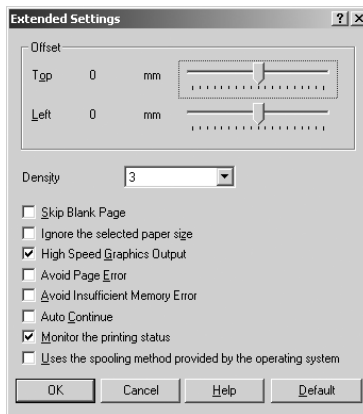 Extended Settings
Offset
Top 0 mm
Left 0 mm
Density 3
Skip Blank Page
Ignore the selected paper size
High Speed Graphics Output
Avoid Page Error
Avoid Insufficient Memory Error
Auto Continue
Monitor the printing status
Uses the spooling method provided by the operating system
OK Cancel Help Default